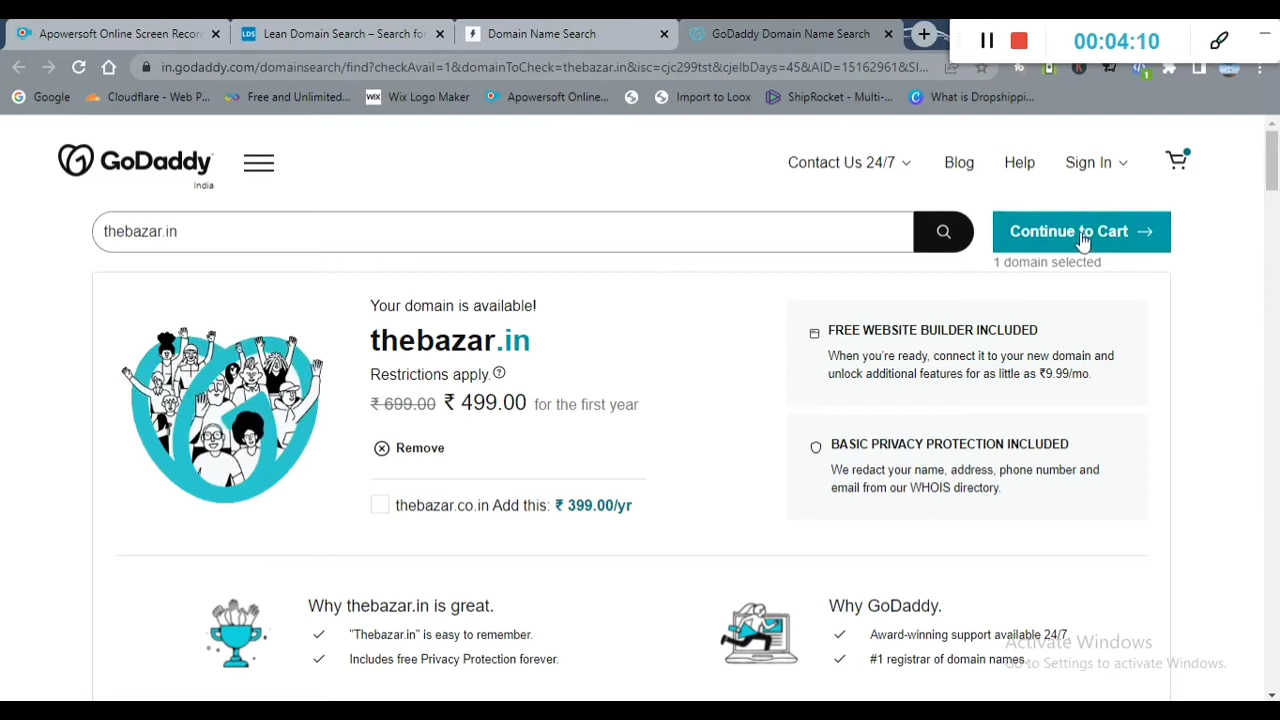 Apowersoft Online Screen Recor
Lean Domain Search – Search fo
Domain Name Search
GoDaddy Domain Name Search
00:04:10
in.godaddy.com/domainsearch/find?checkAvail=1&domainToCheck=thebazar.in&isc=cjc299tst&cjeIbDays=45&AID=15162961&SI...
Google
Cloudflare - Web P...
Free and Unlimited...
WIX
Wix Logo Maker
Apowersoft Online...
Import to Loox
ShipRocket - Multi-...
What is Dropshippi...
GoDaddy
India
Contact Us 24/7
Blog
Help
Sign In
thebazar.in
Continue to Cart
1 domain selected
Your domain is available!
thebazar.in
Restrictions apply.
₹ 699.00 ₹ 499.00 for the first year
Remove
thebazar.co.in Add this: ₹ 399.00/yr
FREE WEBSITE BUILDER INCLUDED
When you're ready, connect it to your new domain and
unlock additional features for as little as ₹9.99/mo.
BASIC PRIVACY PROTECTION INCLUDED
We redact your name, address, phone number and
email from our WHOIS directory.
Why thebazar.in is great.
"Thebazar.in" is easy to remember.
Includes free Privacy Protection forever.
Why GoDaddy.
Award-winning support available 24/7
#1 registrar of domain names.
Activate Windows
Go to Settings to activate Windows.